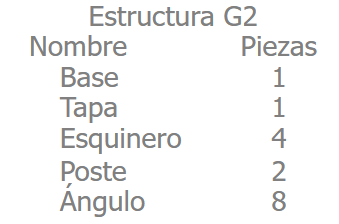 Estructura G2
Nombre Piezas
Base 1
Tapa 1
Esquinero 4
Poste 2
Ángulo 8